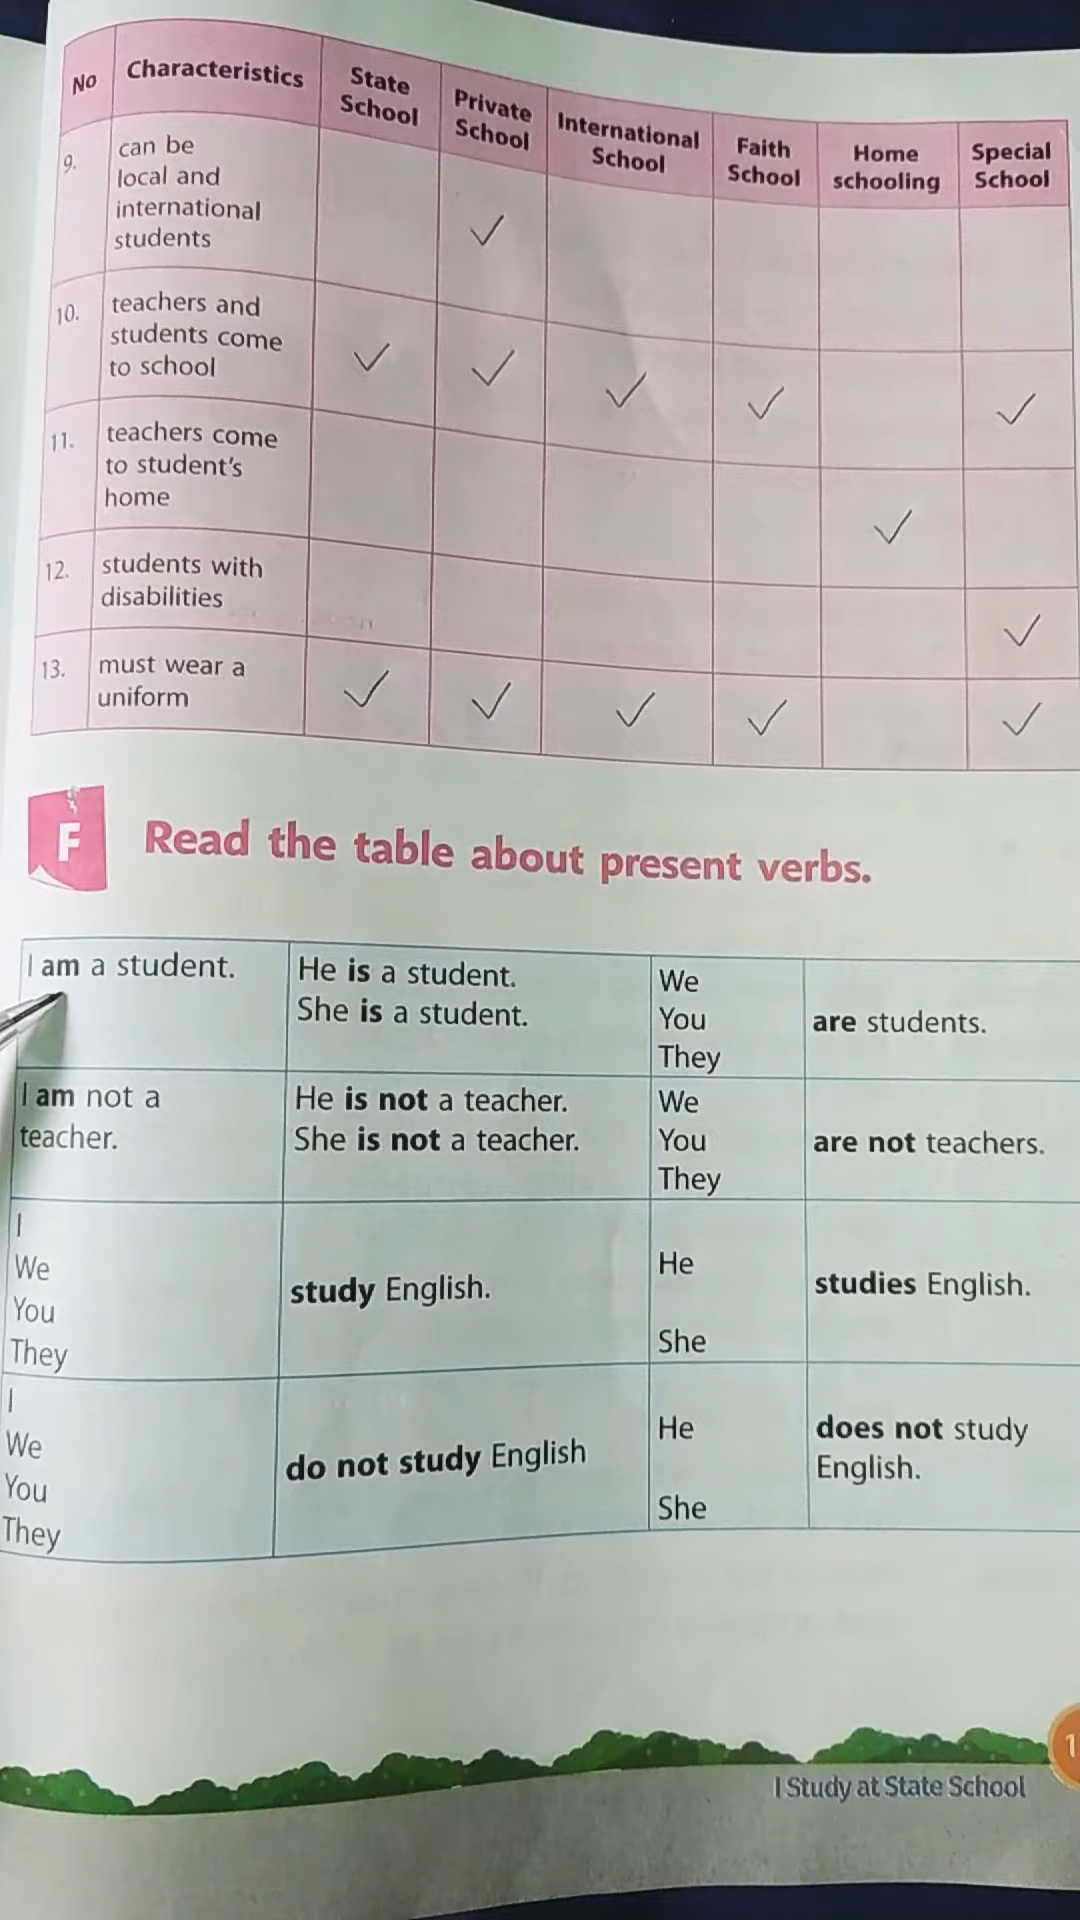 No Characteristics State School Private School International School Faith School Home schooling Special School
9. can be
local and
international
students ✓
10. teachers and
students come
to school ✓ ✓ ✓ ✓ ✓
11. teachers come
to student's
home ✓
12. students with
disabilities ✓
13. must wear a
uniform ✓ ✓ ✓ ✓ ✓
F Read the table about present verbs.
I am a student.
He is a student.
She is a student.
We
You
They
are students.
I am not a
teacher.
He is not a teacher.
She is not a teacher.
We
You
They
are not teachers.
I
We
You
They
study English.
He
She
studies English.
I
We
You
They
do not study English
He
She
does not study
English.
I Study at State School
1